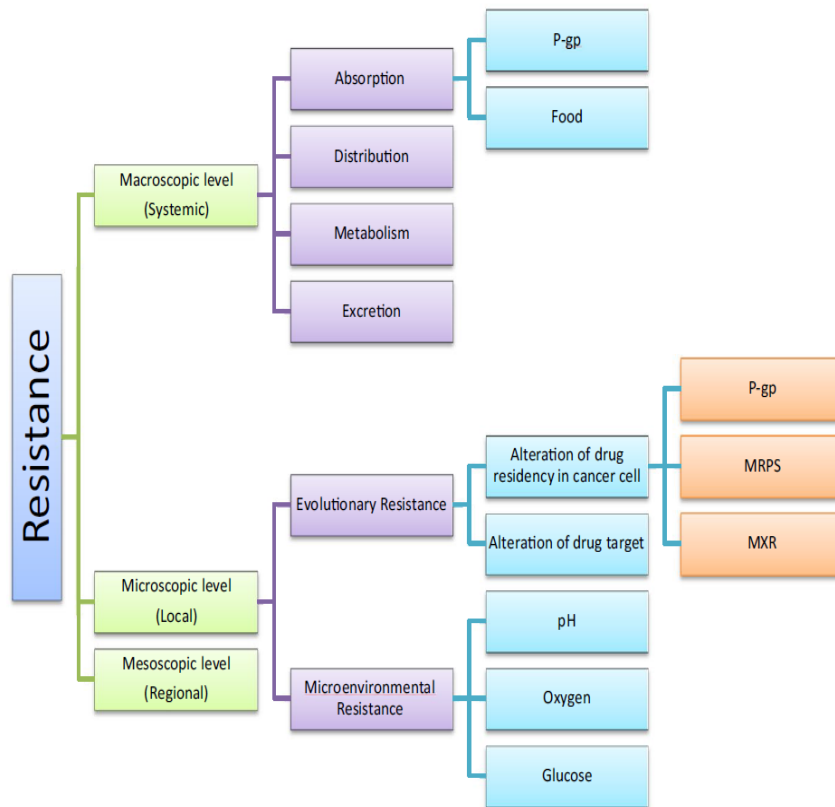 Resistance
Macroscopic level
(Systemic)
Absorption
P-gp
Food
Distribution
Metabolism
Excretion
Microscopic level
(Local)
Evolutionary Resistance
Alteration of drug
residency in cancer cell
P-gp
MRPS
MXR
Alteration of drug target
Microenvironmental
Resistance
pH
Oxygen
Glucose
Mesoscopic level
(Regional)